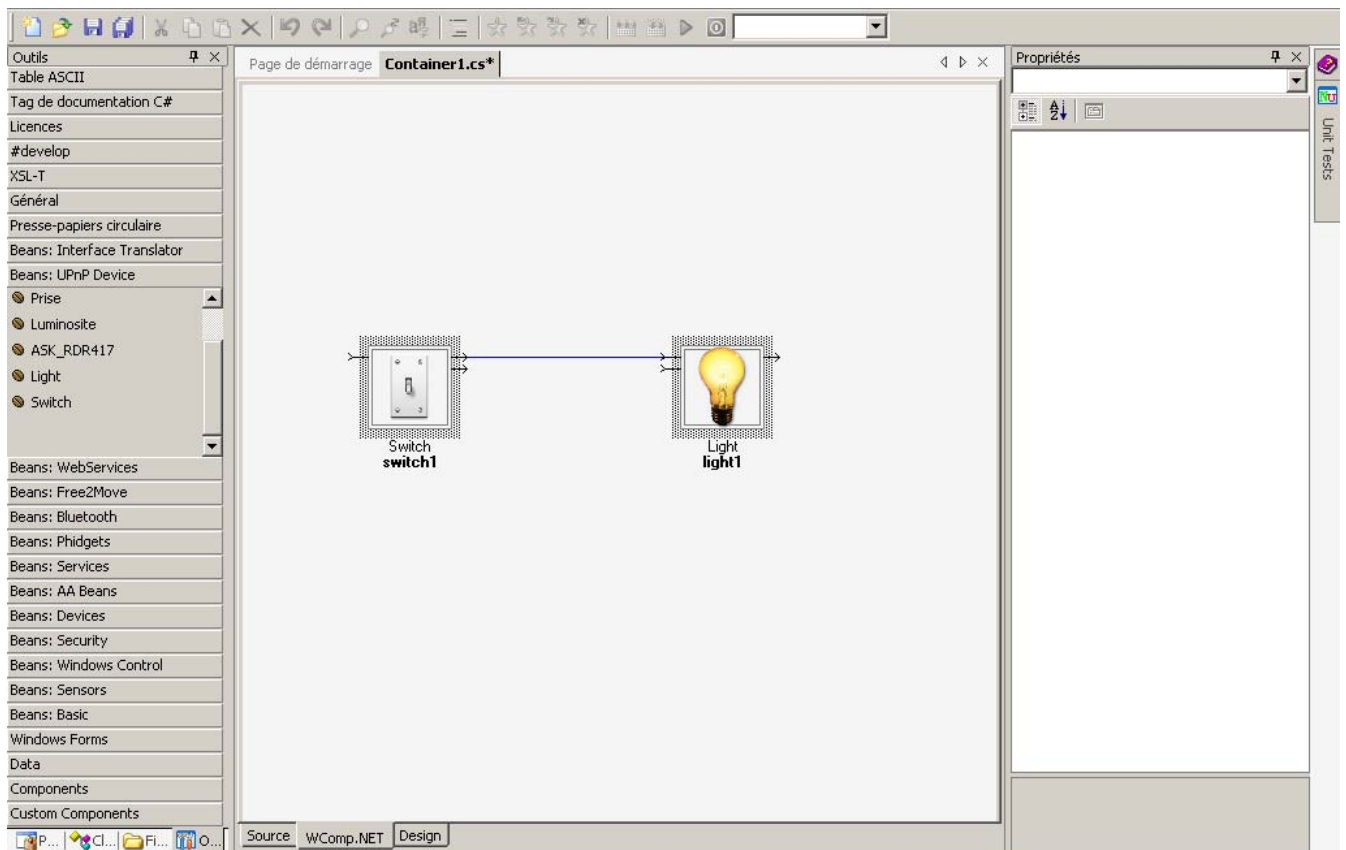 Outils
Table ASCII
Tag de documentation C#
Licences
#develop
XSL-T
Général
Presse-papiers circulaire
Beans: Interface Translator
Beans: UPnP Device
Prise
Luminosite
ASK_RDR417
Light
Switch
Beans: WebServices
Beans: Free2Move
Beans: Bluetooth
Beans: Phidgets
Beans: Services
Beans: AA Beans
Beans: Devices
Beans: Security
Beans: Windows Control
Beans: Sensors
Beans: Basic
Windows Forms
Data
Components
Custom Components
P... Cl... Fi... O...
Page de démarrage Container1.cs*
Switch
switch1
Light
light1
Source WComp.NET Design
Propriétés
Unit Tests